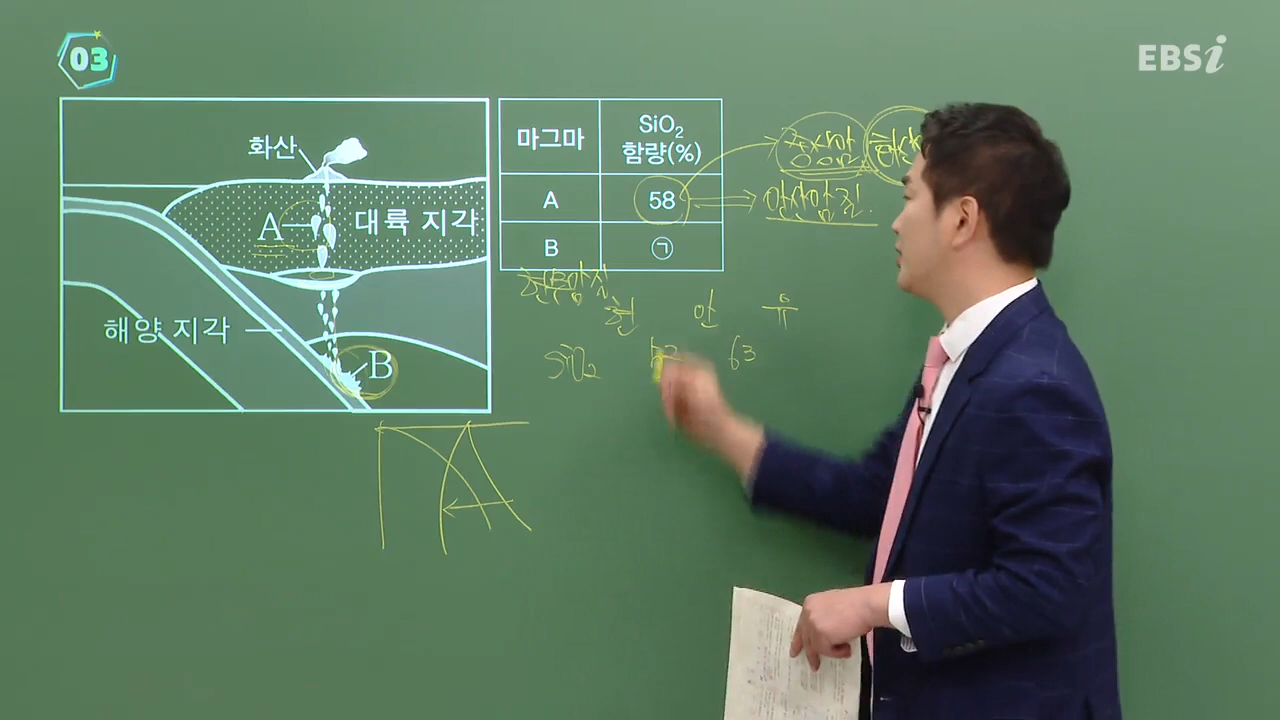 03
EBSi
화산
A
대륙 지각
해양 지각
B
마그마 SiO₂ 함량(%)
A 58
B ㉠
안산암질.
현무암질
현 안 유
SiO₂ 52 63